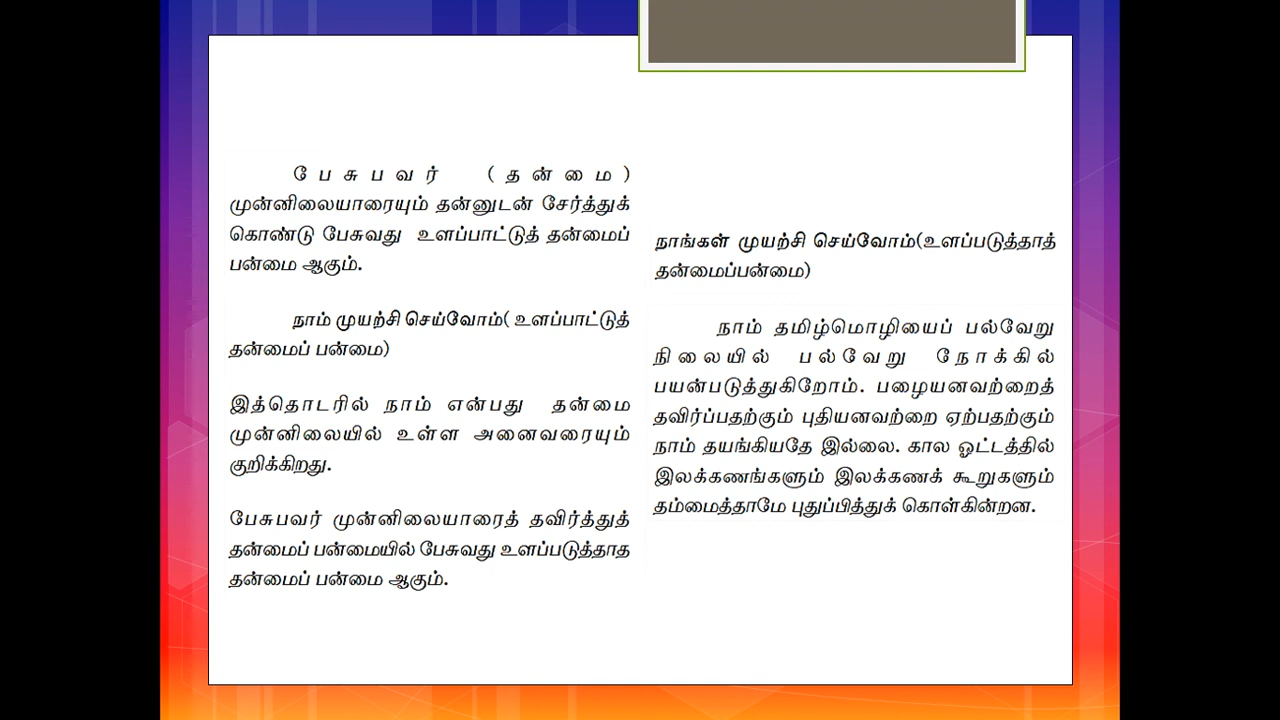 பேசுபவர் (தன்மை)
முன்னிலையாரையும் தன்னுடன் சேர்த்துக்
கொண்டு பேசுவது உளப்பாட்டுத் தன்மைப்
பன்மை ஆகும்.
நாம் முயற்சி செய்வோம்( உளப்பாட்டுத்
தன்மைப் பன்மை)
இத்தொடரில் நாம் என்பது தன்மை
முன்னிலையில் உள்ள அனைவரையும்
குறிக்கிறது.
பேசுபவர் முன்னிலையாரைத் தவிர்த்துத்
தன்மைப் பன்மையில் பேசுவது உளப்படுத்தாத
தன்மைப் பன்மை ஆகும்.
நாங்கள் முயற்சி செய்வோம்(உளப்படுத்தாத்
தன்மைப்பன்மை)
நாம் தமிழ்மொழியைப் பல்வேறு
நிலையில் பல்வேறு நோக்கில்
பயன்படுத்துகிறோம். பழையனவற்றைத்
தவிர்ப்பதற்கும் புதியனவற்றை ஏற்பதற்கும்
நாம் தயங்கியதே இல்லை. கால ஓட்டத்தில்
இலக்கணங்களும் இலக்கணக் கூறுகளும்
தம்மைத்தாமே புதுப்பித்துக் கொள்கின்றன.